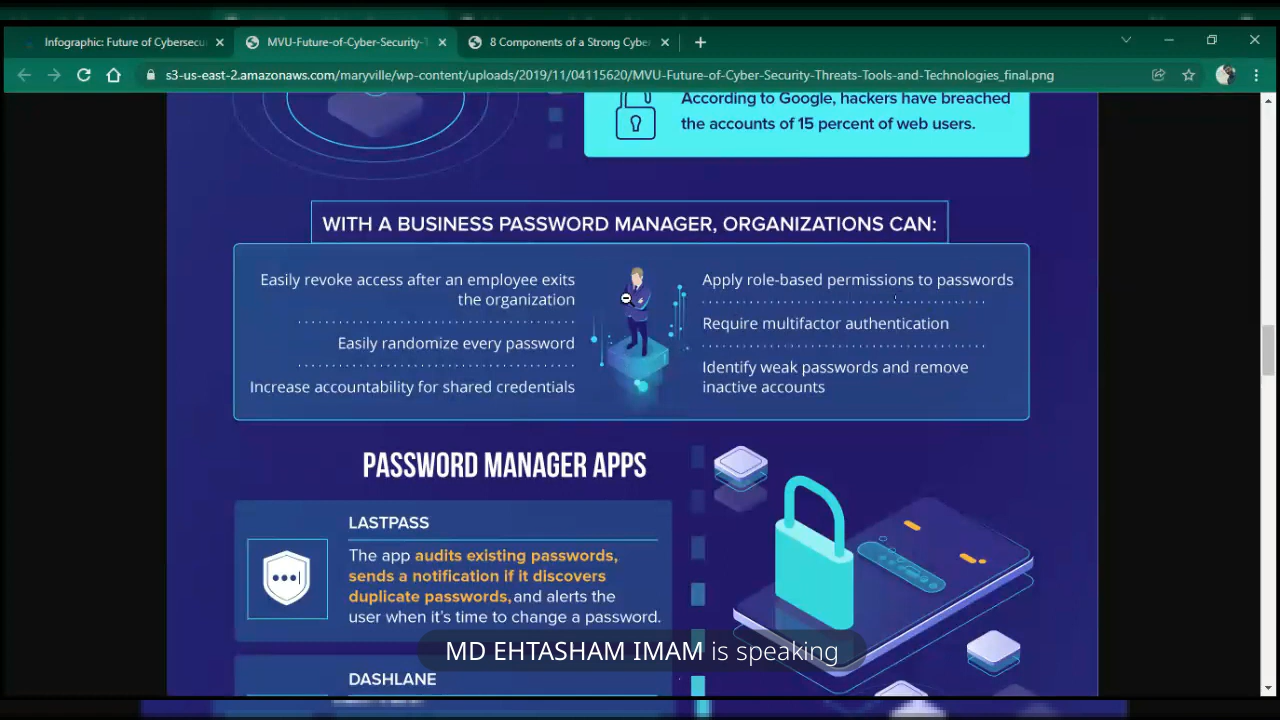 Infographic: Future of Cybersecu
MVU-Future-of-Cyber-Security-T
8 Components of a Strong Cybe
s3-us-east-2.amazonaws.com/maryville/wp-content/uploads/2019/11/04115620/MVU-Future-of-Cyber-Security-Threats-Tools-and-Technologies_final.png
According to Google, hackers have breached
the accounts of 15 percent of web users.
WITH A BUSINESS PASSWORD MANAGER, ORGANIZATIONS CAN:
Easily revoke access after an employee exits
the organization
Easily randomize every password
Increase accountability for shared credentials
Apply role-based permissions to passwords
Require multifactor authentication
Identify weak passwords and remove
inactive accounts
PASSWORD MANAGER APPS
LASTPASS
The app audits existing passwords,
sends a notification if it discovers
duplicate passwords, and alerts the
user when it's time to change a password.
DASHLANE
MD EHTASHAM IMAM is speaking